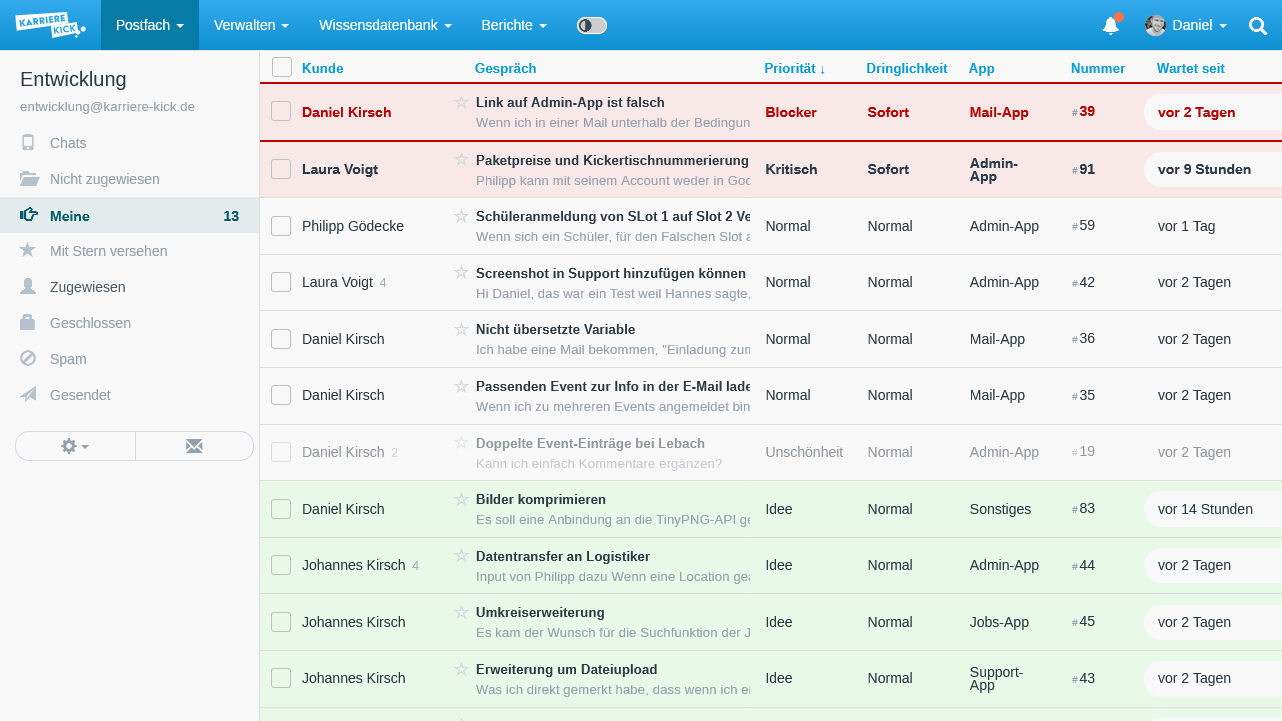 KARRIERE KICK.
Postfach
Verwalten
Wissensdatenbank
Berichte
Daniel
Entwicklung
entwicklung@karriere-kick.de
Chats
Nicht zugewiesen
Meine 13
Mit Stern versehen
Zugewiesen
Geschlossen
Spam
Gesendet
Kunde Gespräch Priorität ↓ Dringlichkeit App Nummer Wartet seit
Daniel Kirsch
Link auf Admin-App ist falsch
Wenn ich in einer Mail unterhalb der Bedingun
Blocker Sofort Mail-App #39 vor 2 Tagen
Laura Voigt
Paketpreise und Kickertischnummerierung
Philipp kann mit seinem Account weder in Goo
Kritisch Sofort Admin-
App
#91 vor 9 Stunden
Philipp Gödecke
Schüleranmeldung von SLot 1 auf Slot 2 Ve
Wenn sich ein Schüler, für den Falschen Slot a
Normal Normal Admin-App #59 vor 1 Tag
Laura Voigt 4
Screenshot in Support hinzufügen können
Hi Daniel, das war ein Test weil Hannes sagte,
Normal Normal Admin-App #42 vor 2 Tagen
Daniel Kirsch
Nicht übersetzte Variable
Ich habe eine Mail bekommen, "Einladung zum
Normal Normal Mail-App #36 vor 2 Tagen
Daniel Kirsch
Passenden Event zur Info in der E-Mail lade
Wenn ich zu mehreren Events angemeldet bin
Normal Normal Mail-App #35 vor 2 Tagen
Daniel Kirsch 2
Doppelte Event-Einträge bei Lebach
Kann ich einfach Kommentare ergänzen?
Unschönheit Normal Admin-App #19 vor 2 Tagen
Daniel Kirsch
Bilder komprimieren
Es soll eine Anbindung an die TinyPNG-API ge
Idee Normal Sonstiges #83 vor 14 Stunden
Johannes Kirsch 4
Datentransfer an Logistiker
Input von Philipp dazu Wenn eine Location gea
Idee Normal Admin-App #44 vor 2 Tagen
Johannes Kirsch
Umkreiserweiterung
Es kam der Wunsch für die Suchfunktion der J
Idee Normal Jobs-App #45 vor 2 Tagen
Johannes Kirsch
Erweiterung um Dateiupload
Was ich direkt gemerkt habe, dass wenn ich ei
Idee Normal Support-
App
#43 vor 2 Tagen